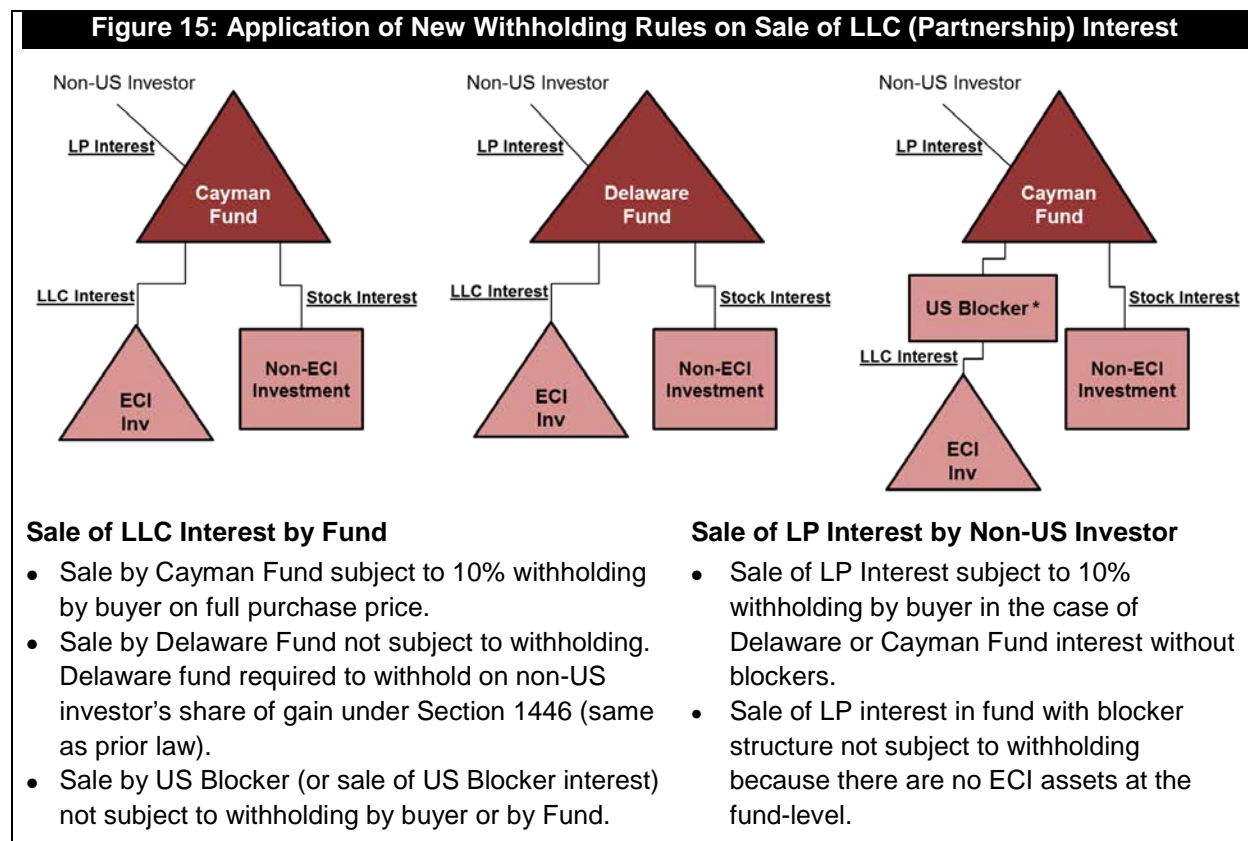 Figure 15: Application of New Withholding Rules on Sale of LLC (Partnership) Interest
Non-US Investor
LP Interest
Cayman
Fund
LLC Interest
Stock Interest
ECI
Inv
Non-ECI
Investment
Non-US Investor
LP Interest
Delaware
Fund
LLC Interest
Stock Interest
ECI
Inv
Non-ECI
Investment
Non-US Investor
LP Interest
Cayman
Fund
US Blocker *
Stock Interest
LLC Interest
Non-ECI
Investment
ECI
Inv
Sale of LLC Interest by Fund
• Sale by Cayman Fund subject to 10% withholding
by buyer on full purchase price.
• Sale by Delaware Fund not subject to withholding.
Delaware fund required to withhold on non-US
investor's share of gain under Section 1446 (same
as prior law).
• Sale by US Blocker (or sale of US Blocker interest)
not subject to withholding by buyer or by Fund.
Sale of LP Interest by Non-US Investor
• Sale of LP Interest subject to 10%
withholding by buyer in the case of
Delaware or Cayman Fund interest without
blockers.
• Sale of LP interest in fund with blocker
structure not subject to withholding
because there are no ECI assets at the
fund-level.